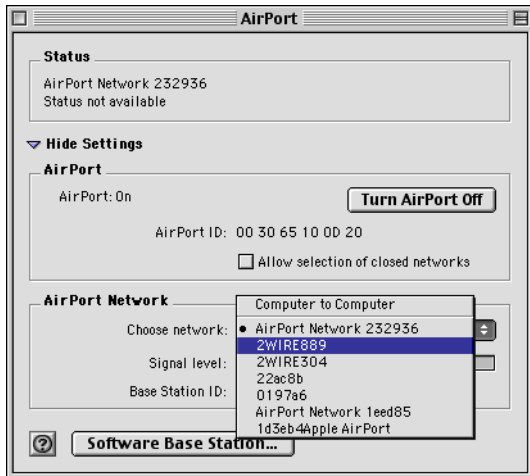 AirPort
Status
AirPort Network 232936
Status not available
Hide Settings
AirPort
AirPort: On
Turn AirPort Off
AirPort ID: 00 30 65 10 0D 20
Allow selection of closed networks
AirPort Network
Computer to Computer
Choose network: • AirPort Network 232936
2WIRE889
Signal level: 2WIRE304
22ac8b
Base Station ID: 0197a6
AirPort Network 1eed85
1d3eb4Apple AirPort
? Software Base Station...